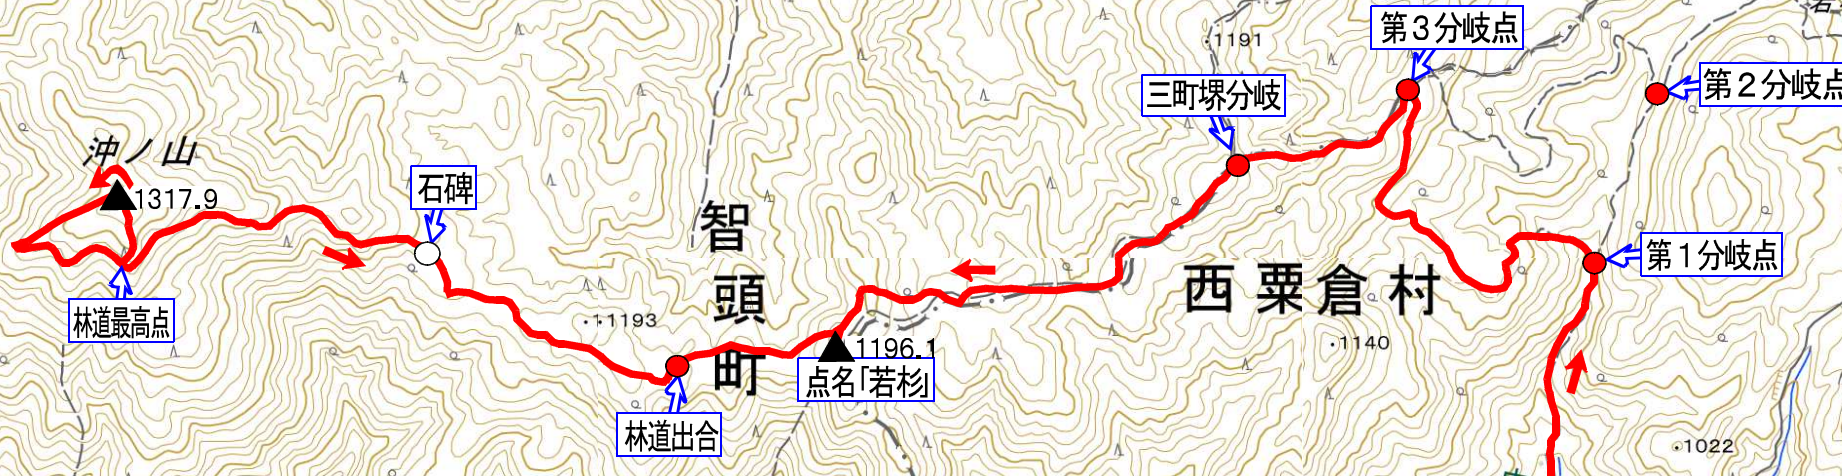 第3分岐点
1191
三町堺分岐
第2分岐点
沖ノ山
1317.9
石碑
智頭町
第1分岐点
西粟倉村
林道最高点
1193
1196.1
点名「若杉」
1140
林道出合
1022